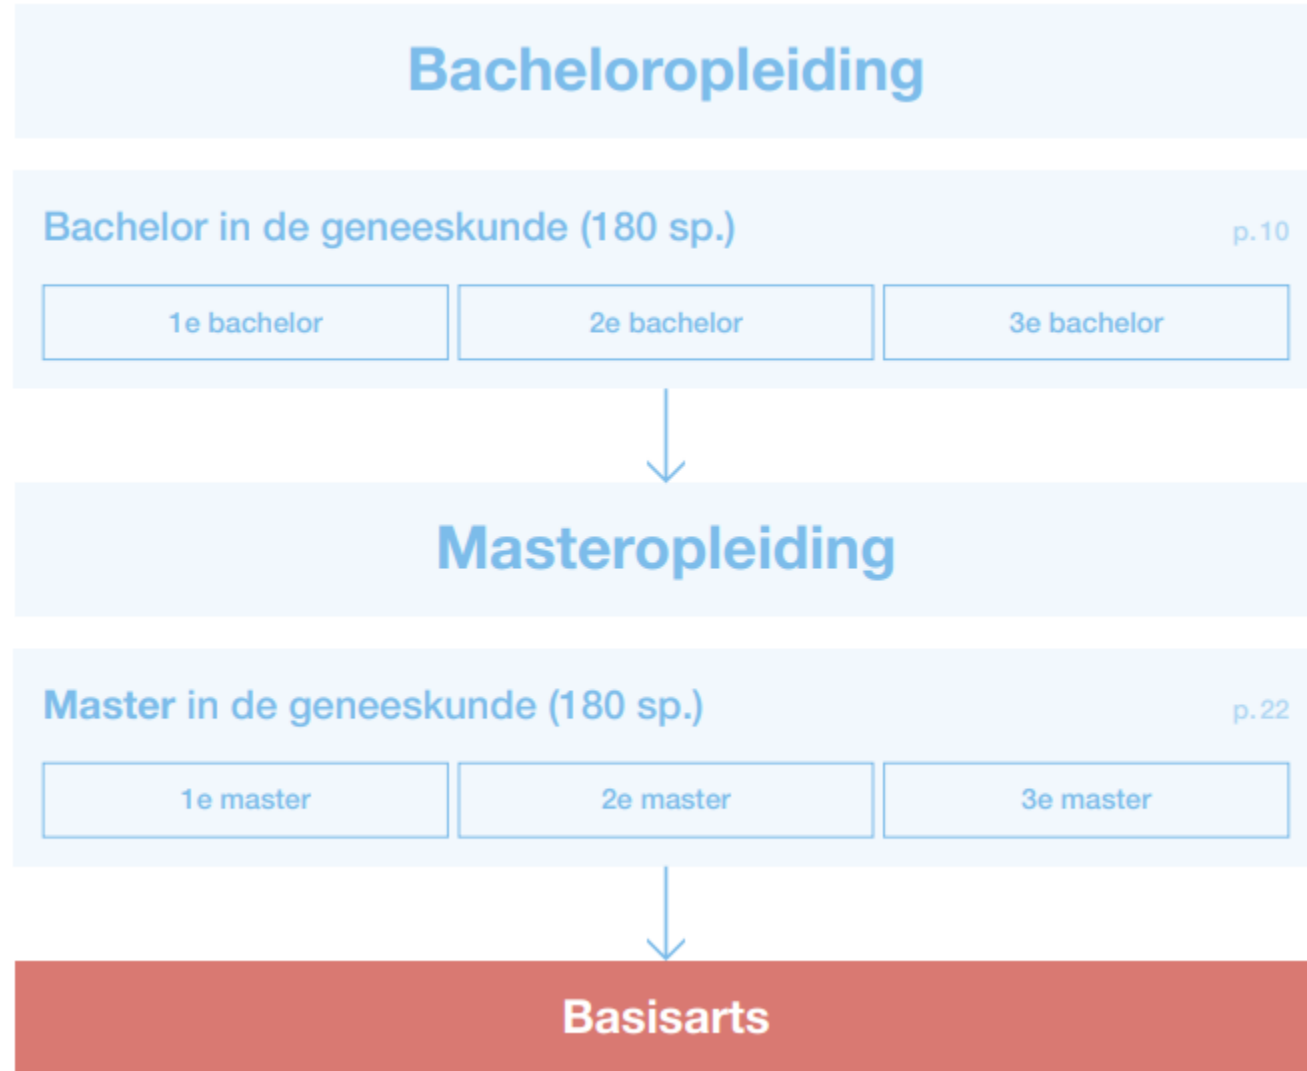 Bacheloropleiding
Bachelor in de geneeskunde (180 sp.) p.10
1e bachelor 2e bachelor 3e bachelor
Masteropleiding
Master in de geneeskunde (180 sp.) p.22
1e master 2e master 3e master
Basisarts